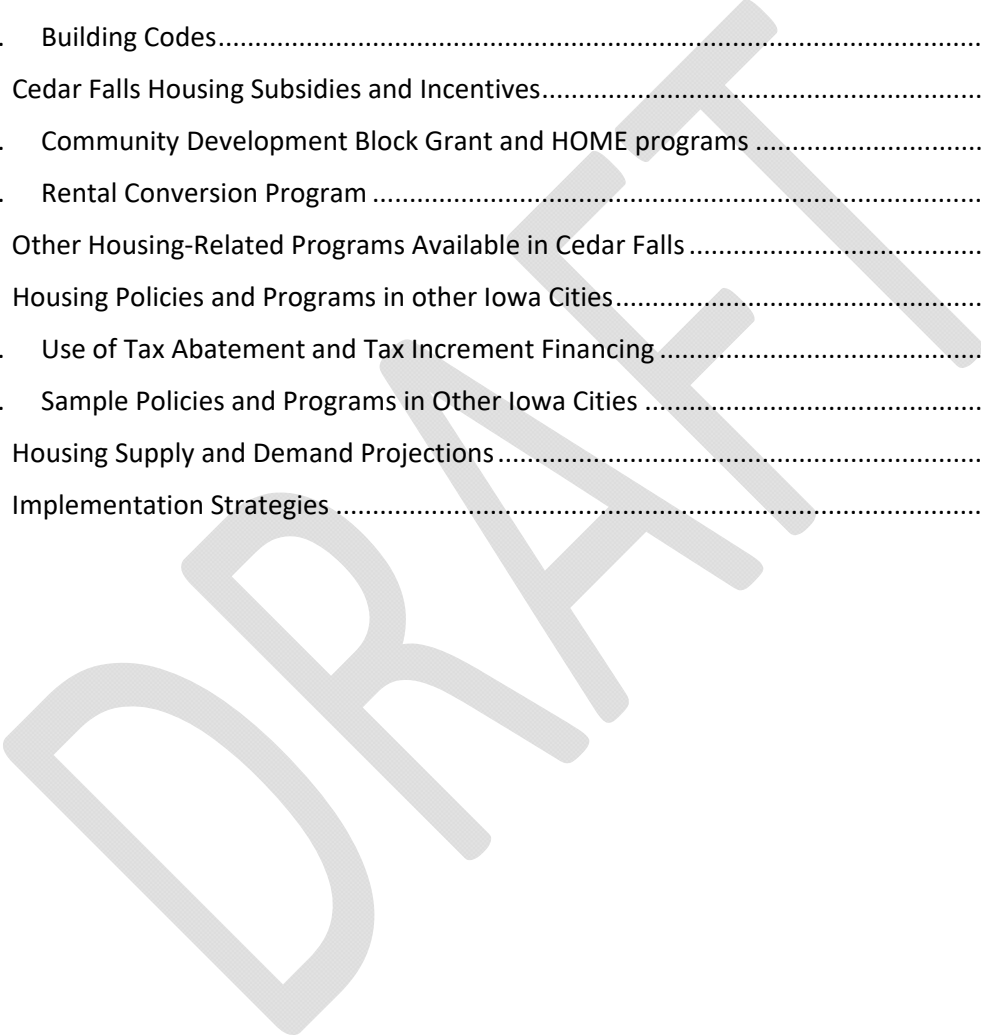 . Building Codes..........................................................................................
Cedar Falls Housing Subsidies and Incentives..........................................................
. Community Development Block Grant and HOME programs ...........................
. Rental Conversion Program ......................................................................
Other Housing-Related Programs Available in Cedar Falls ....................................
Housing Policies and Programs in other Iowa Cities..............................................
. Use of Tax Abatement and Tax Increment Financing ........................................
. Sample Policies and Programs in Other Iowa Cities ..........................................
Housing Supply and Demand Projections..............................................................
Implementation Strategies ..................................................................................
DRAFT